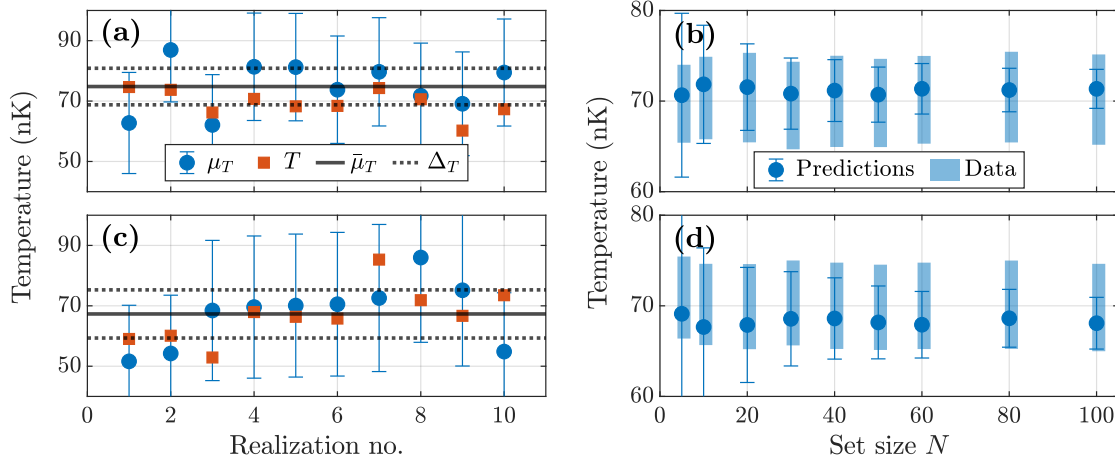 (a)
90
70
50
Temperature (nK)
μ_T T μ̄_T Δ_T
(b)
80
70
60
Temperature (nK)
Predictions Data
(c)
90
70
50
0 2 4 6 8 10
Realization no.
(d)
80
70
60
0 20 40 60 80 100
Set size N